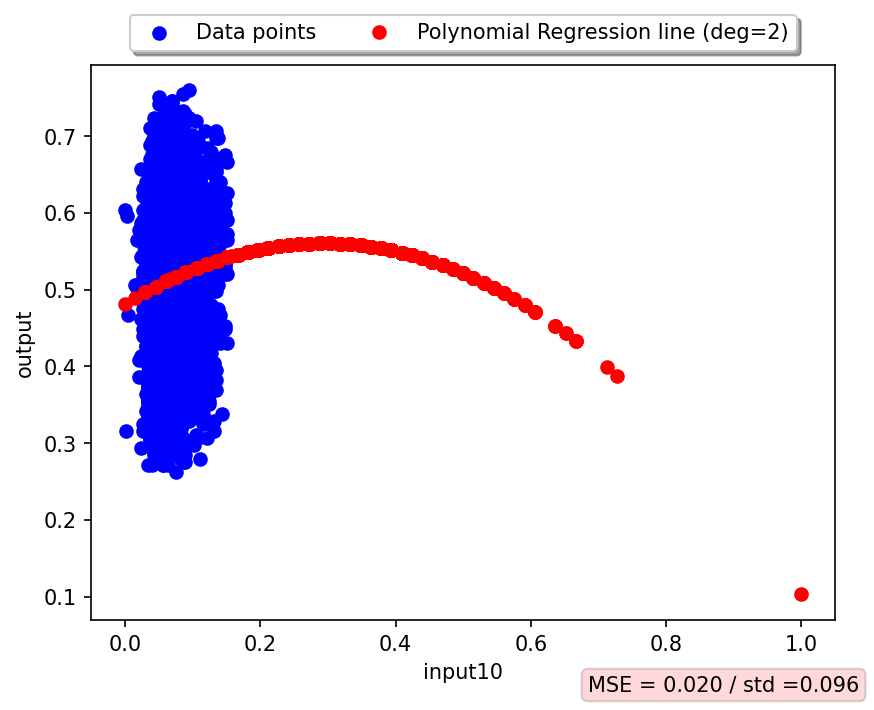 Data points
Polynomial Regression line (deg=2)
0.7
0.6
0.5
0.4
0.3
0.2
0.1
output
0.0
0.2
0.4
0.6
0.8
1.0
input10
MSE = 0.020 / std =0.096